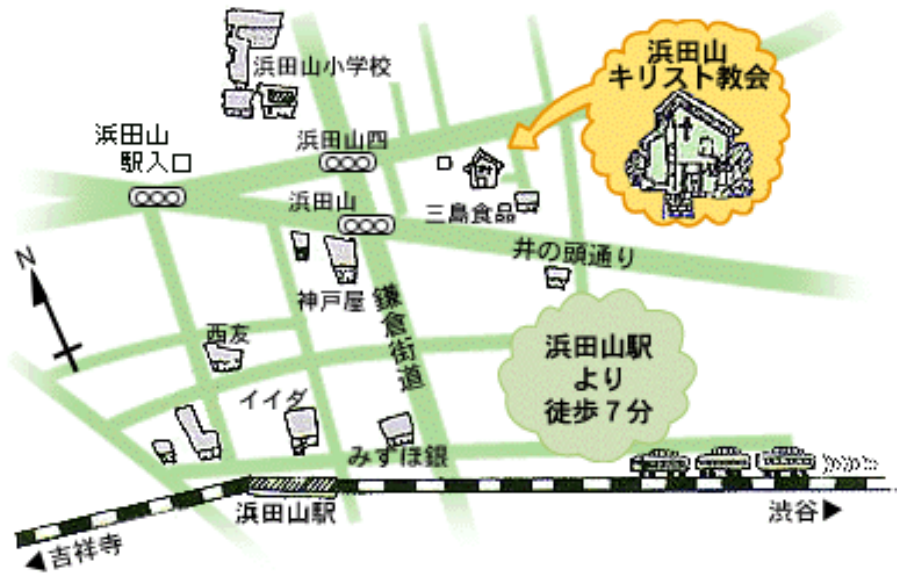 浜田山
キリスト教会
浜田山小学校
浜田山四
浜田山
駅入口
浜田山
三島食品
井の頭通り
N
神戸屋
鎌倉街道
西友
浜田山駅
より
徒歩7分
イイダ
みずほ銀
浜田山駅
渋谷▶
◀吉祥寺